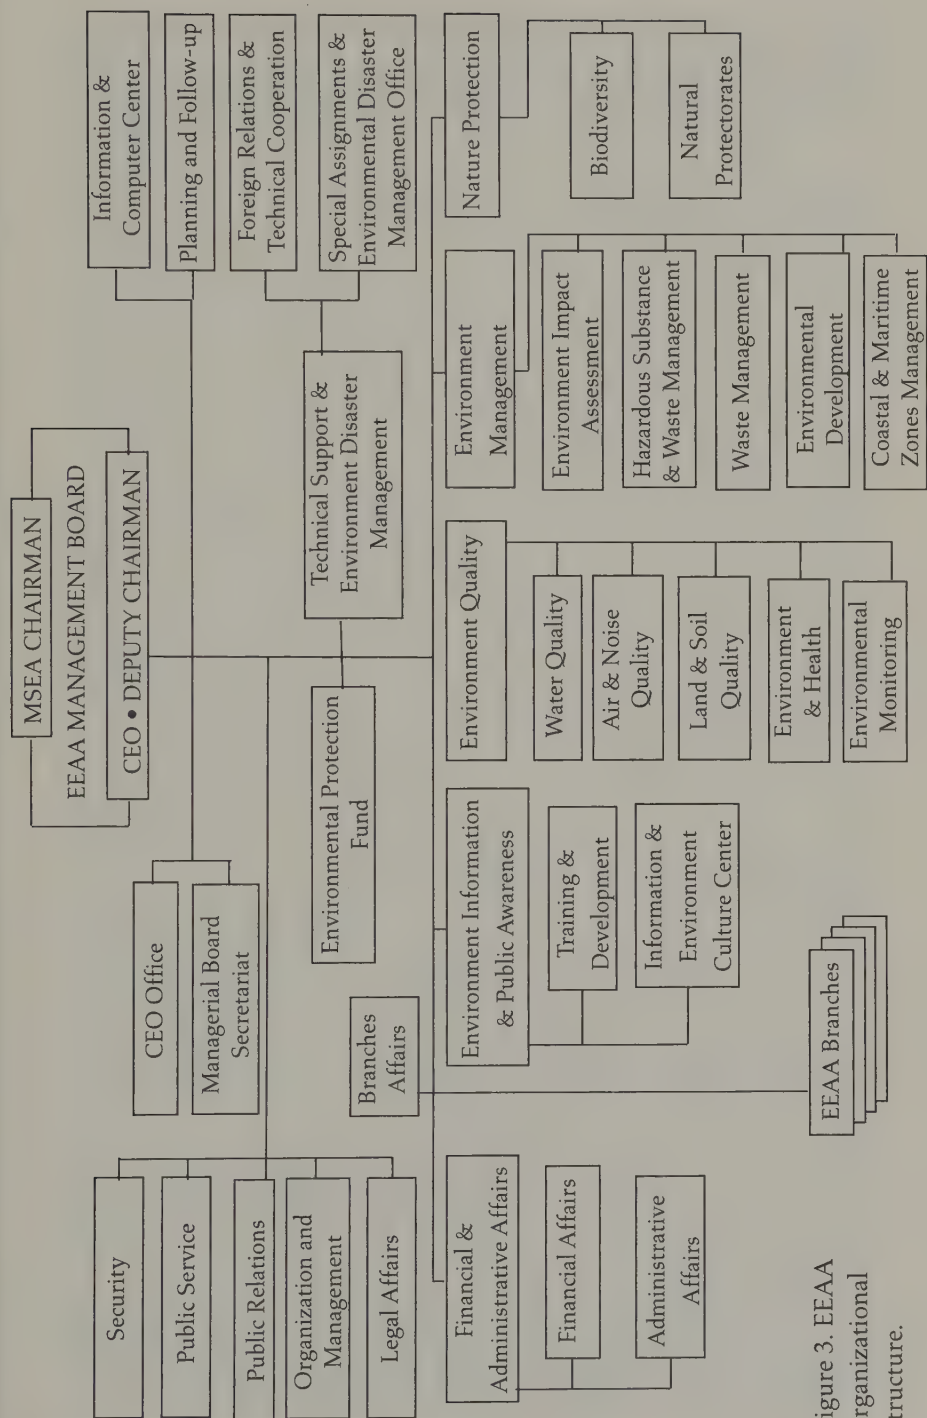 MSEA CHAIRMAN
EEAA MANAGEMENT BOARD
CEO • DEPUTY CHAIRMAN
Security
Public Service
Public Relations
Organization and
Management
Legal Affairs
CEO Office
Managerial Board
Secretariat
Information &
Computer Center
Planning and Follow-up
Foreign Relations &
Technical Cooperation
Special Assignments &
Environmental Disaster
Management Office
Environmental Protection
Fund
Technical Support &
Environment Disaster
Management
Branches
Affairs
Financial &
Administrative Affairs
Financial Affairs
Administrative
Affairs
Environment Information
& Public Awareness
Training &
Development
Information &
Environment
Culture Center
Environment Quality
Water Quality
Air & Noise
Quality
Land & Soil
Quality
Environment
& Health
Environmental
Monitoring
Environment
Management
Environment Impact
Assessment
Hazardous Substance
& Waste Management
Waste Management
Environmental
Development
Coastal & Maritime
Zones Management
Nature Protection
Biodiversity
Natural
Protectorates
EEAA Branches
igure 3. EEAA
rganizational
tructure.